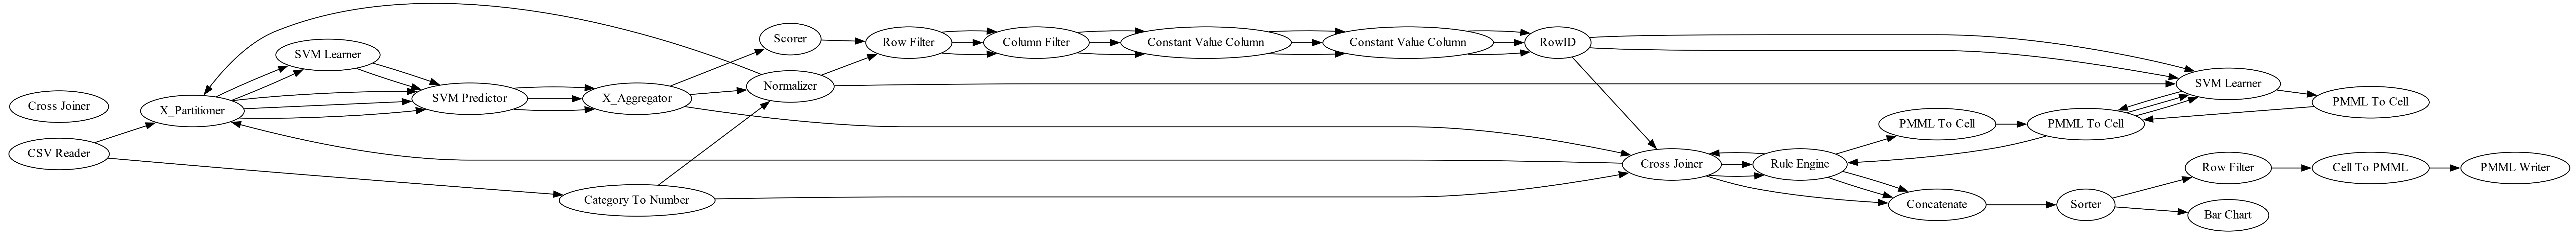 Cross Joiner
CSV Reader
X_Partitioner
SVM Learner
SVM Predictor
X_Aggregator
Category To Number
Scorer
Normalizer
Row Filter
Column Filter
Constant Value Column
Constant Value Column
RowID
Cross Joiner
Rule Engine
PMML To Cell
Concatenate
PMML To Cell
Sorter
SVM Learner
Row Filter
Bar Chart
PMML To Cell
Cell To PMML
PMML Writer